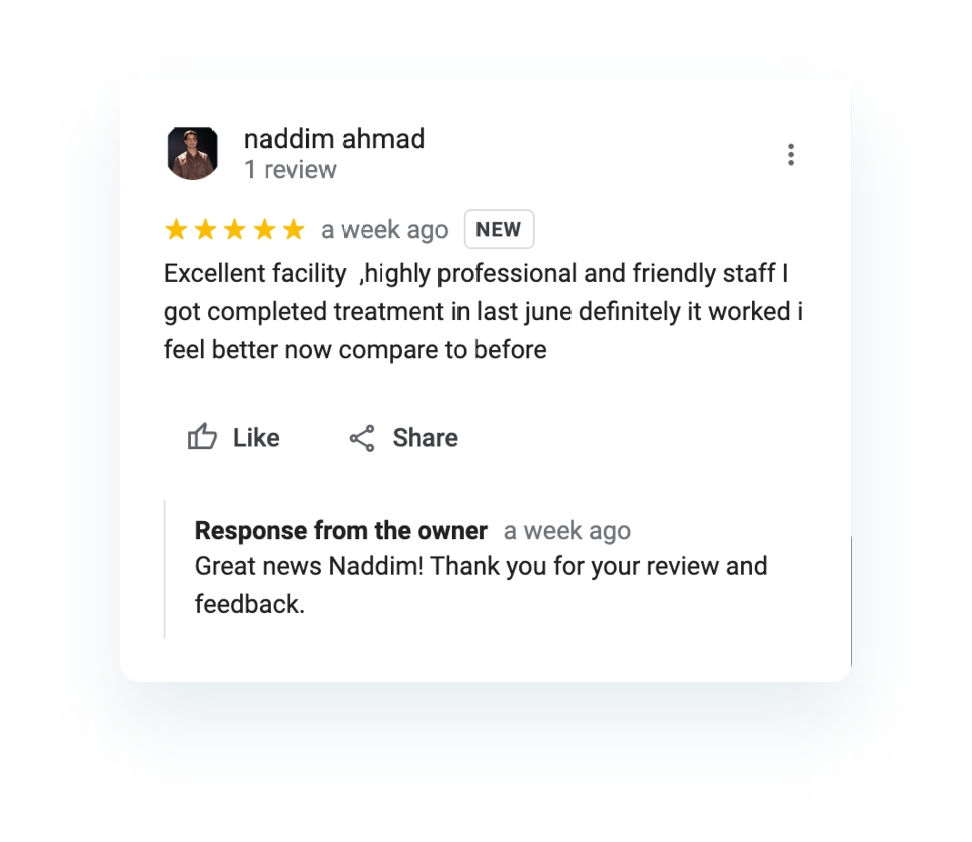 naddim ahmad
1 review
a week ago NEW
Excellent facility ,highly professional and friendly staff I
got completed treatment in last june definitely it worked i
feel better now compare to before
Like Share
Response from the owner a week ago
Great news Naddim! Thank you for your review and
feedback.